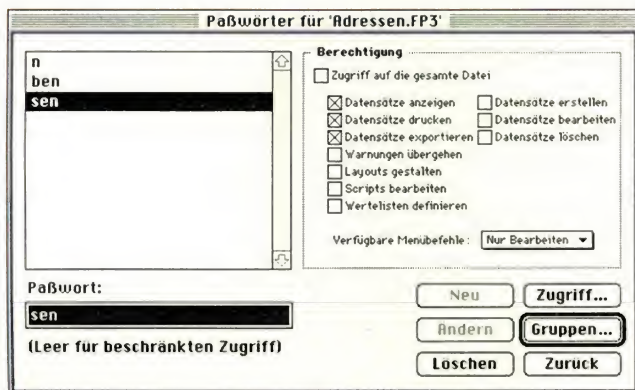 Paßwörter für 'Adressen.FP3'
n
ben
sen
Berechtigung
Zugriff auf die gesamte Datei
Datensätze anzeigen
Datensätze erstellen
Datensätze drucken
Datensätze bearbeiten
Datensätze exportieren
Datensätze löschen
Warnungen übergehen
Layouts gestalten
Scripts bearbeiten
Wertelisten definieren
Verfügbare Menübefehle:
Nur Bearbeiten
Paßwort:
sen
(Leer für beschränkten Zugriff)
Neu
Zugriff...
Ändern
Gruppen...
Löschen
Zurück